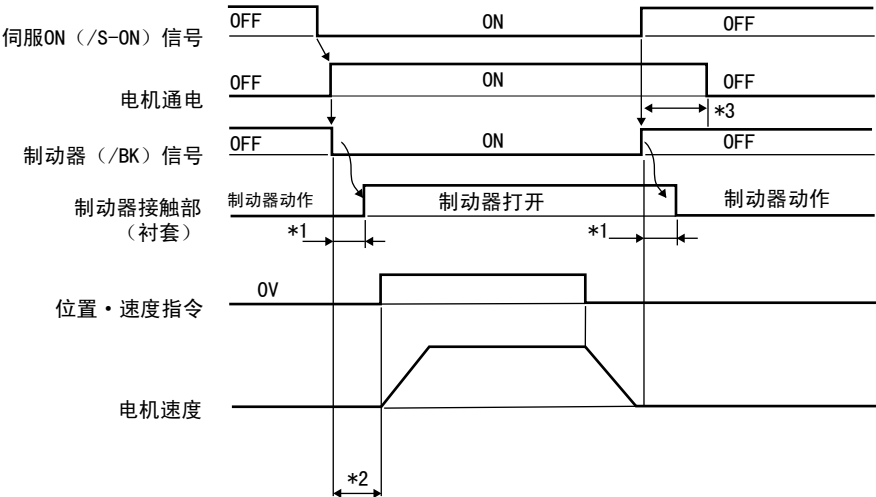 伺服ON（/S-ON）信号
OFF
ON
OFF
电机通电
OFF
ON
OFF
*3
制动器（/BK）信号
OFF
ON
OFF
制动器接触部
（衬套）
制动器动作
制动器打开
制动器动作
*1
*1
位置・速度指令
0V
电机速度
*2